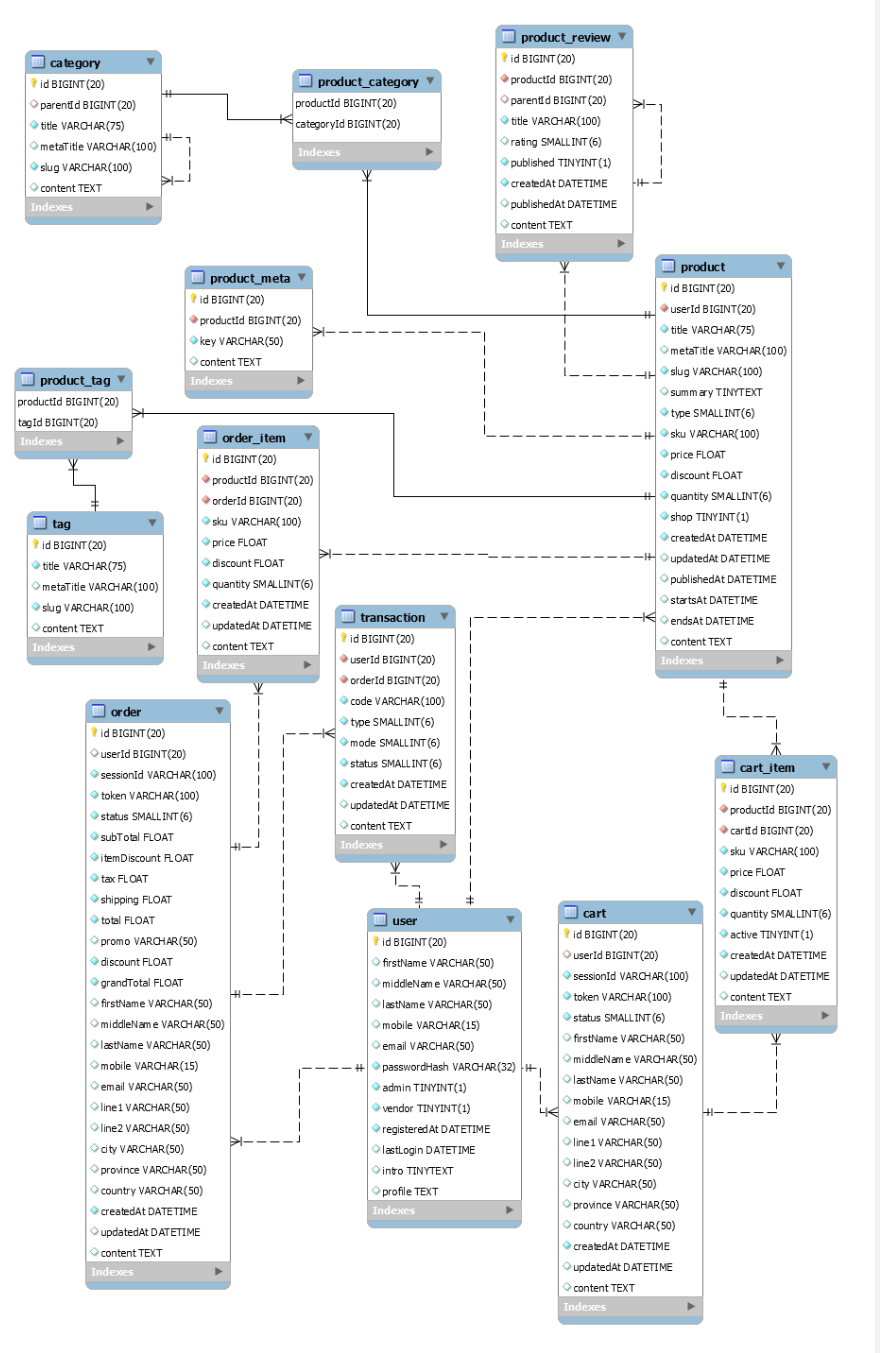 category
id BIGINT(20)
parentId BIGINT(20)
title VARCHAR(75)
metaTitle VARCHAR(100)
slug VARCHAR(100)
content TEXT
Indexes
product_category
productId BIGINT(20)
categoryId BIGINT(20)
Indexes
product_review
id BIGINT(20)
productId BIGINT(20)
parentId BIGINT(20)
title VARCHAR(100)
rating SMALLINT(6)
published TINYINT(1)
createdAt DATETIME
publishedAt DATETIME
content TEXT
Indexes
product_meta
id BIGINT(20)
productId BIGINT(20)
key VARCHAR(50)
content TEXT
Indexes
product
id BIGINT(20)
userId BIGINT(20)
title VARCHAR(75)
metaTitle VARCHAR(100)
slug VARCHAR(100)
summary TINYTEXT
type SMALLINT(6)
sku VARCHAR(100)
price FLOAT
discount FLOAT
quantity SMALLINT(6)
shop TINYINT(1)
createdAt DATETIME
updatedAt DATETIME
publishedAt DATETIME
startsAt DATETIME
endsAt DATETIME
content TEXT
Indexes
product_tag
productId BIGINT(20)
tagId BIGINT(20)
Indexes
order_item
id BIGINT(20)
productId BIGINT(20)
orderId BIGINT(20)
sku VARCHAR(100)
price FLOAT
discount FLOAT
quantity SMALLINT(6)
createdAt DATETIME
updatedAt DATETIME
content TEXT
Indexes
tag
id BIGINT(20)
title VARCHAR(75)
metaTitle VARCHAR(100)
slug VARCHAR(100)
content TEXT
Indexes
transaction
id BIGINT(20)
userId BIGINT(20)
orderId BIGINT(20)
code VARCHAR(100)
type SMALLINT(6)
mode SMALLINT(6)
status SMALLINT(6)
createdAt DATETIME
updatedAt DATETIME
content TEXT
Indexes
order
id BIGINT(20)
userId BIGINT(20)
sessionId VARCHAR(100)
token VARCHAR(100)
status SMALLINT(6)
subTotal FLOAT
itemDiscount FLOAT
tax FLOAT
shipping FLOAT
total FLOAT
promo VARCHAR(50)
discount FLOAT
grandTotal FLOAT
firstName VARCHAR(50)
middleName VARCHAR(50)
lastName VARCHAR(50)
mobile VARCHAR(15)
email VARCHAR(50)
line1 VARCHAR(50)
line2 VARCHAR(50)
city VARCHAR(50)
province VARCHAR(50)
country VARCHAR(50)
createdAt DATETIME
updatedAt DATETIME
content TEXT
Indexes
cart_item
id BIGINT(20)
productId BIGINT(20)
cartId BIGINT(20)
sku VARCHAR(100)
price FLOAT
discount FLOAT
quantity SMALLINT(6)
active TINYINT(1)
createdAt DATETIME
updatedAt DATETIME
content TEXT
Indexes
user
id BIGINT(20)
firstName VARCHAR(50)
middleName VARCHAR(50)
lastName VARCHAR(50)
mobile VARCHAR(15)
email VARCHAR(50)
passwordHash VARCHAR(32)
admin TINYINT(1)
vendor TINYINT(1)
registeredAt DATETIME
lastLogin DATETIME
intro TINYTEXT
profile TEXT
Indexes
cart
id BIGINT(20)
userId BIGINT(20)
sessionId VARCHAR(100)
token VARCHAR(100)
status SMALLINT(6)
firstName VARCHAR(50)
middleName VARCHAR(50)
lastName VARCHAR(50)
mobile VARCHAR(15)
email VARCHAR(50)
line1 VARCHAR(50)
line2 VARCHAR(50)
city VARCHAR(50)
province VARCHAR(50)
country VARCHAR(50)
createdAt DATETIME
updatedAt DATETIME
content TEXT
Indexes